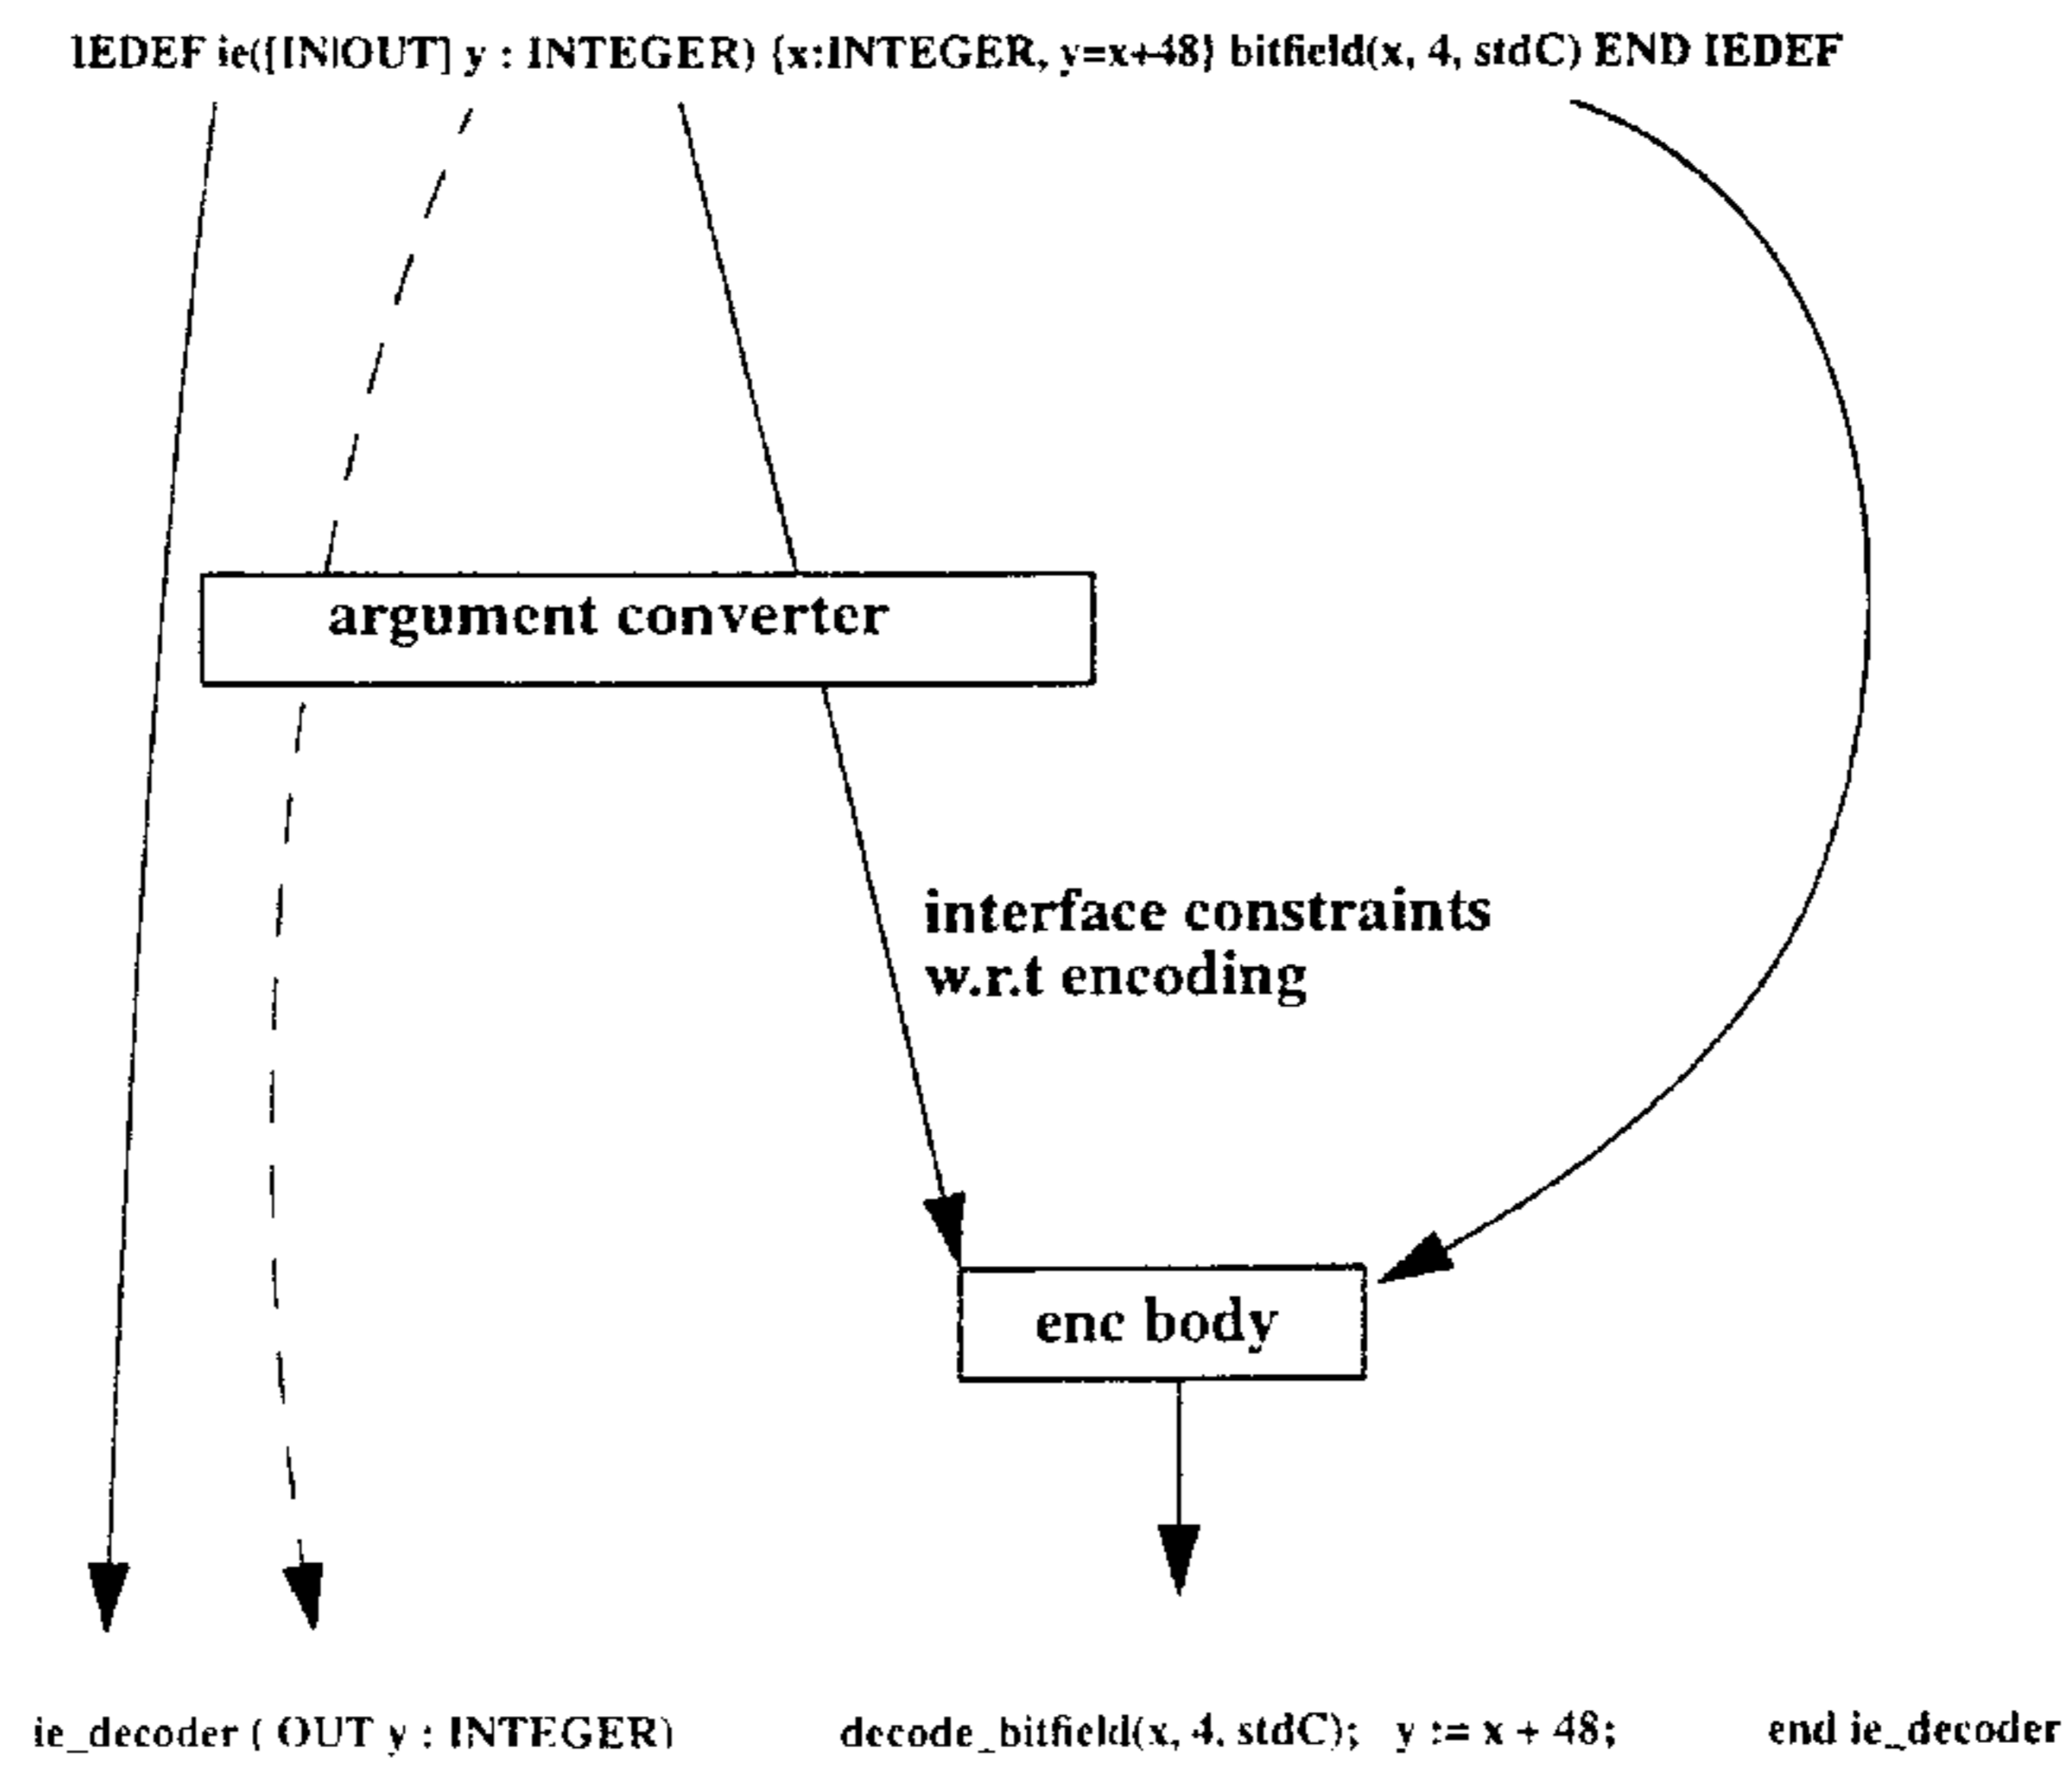 IEDEF ie([IN|OUT] y : INTEGER) {x:INTEGER, y=x+48} bitfield(x, 4, stdC) END IEDEF
argument converter
interface constraints
w.r.t encoding
enc body
ie_decoder ( OUT y : INTEGER) decode_bitfield(x, 4, stdC); y := x + 48; end ie_decoder